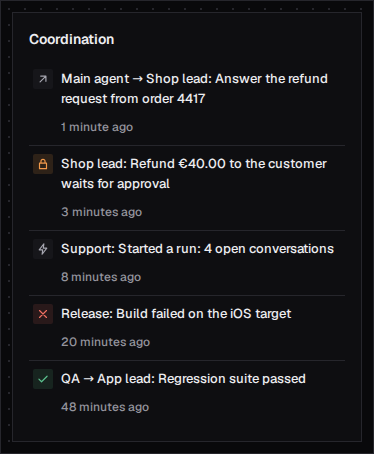 Coordination
Main agent → Shop lead: Answer the refund
request from order 4417
1 minute ago
Shop lead: Refund €40.00 to the customer
waits for approval
3 minutes ago
Support: Started a run: 4 open conversations
8 minutes ago
Release: Build failed on the iOS target
20 minutes ago
QA → App lead: Regression suite passed
48 minutes ago